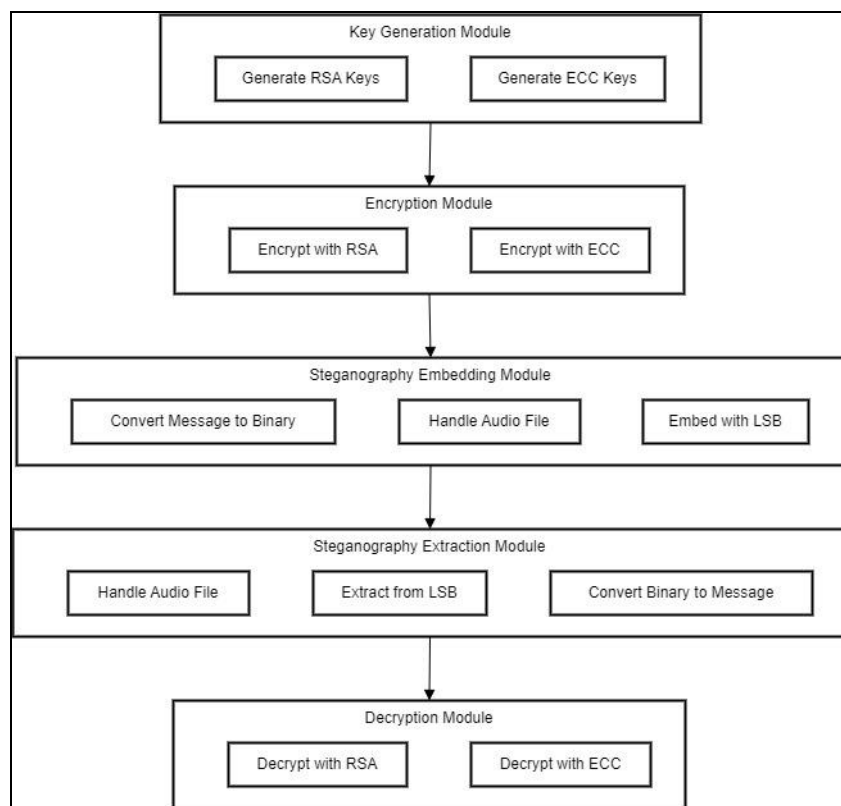 Key Generation Module
Generate RSA Keys
Generate ECC Keys
Encryption Module
Encrypt with RSA
Encrypt with ECC
Steganography Embedding Module
Convert Message to Binary
Handle Audio File
Embed with LSB
Steganography Extraction Module
Handle Audio File
Extract from LSB
Convert Binary to Message
Decryption Module
Decrypt with RSA
Decrypt with ECC